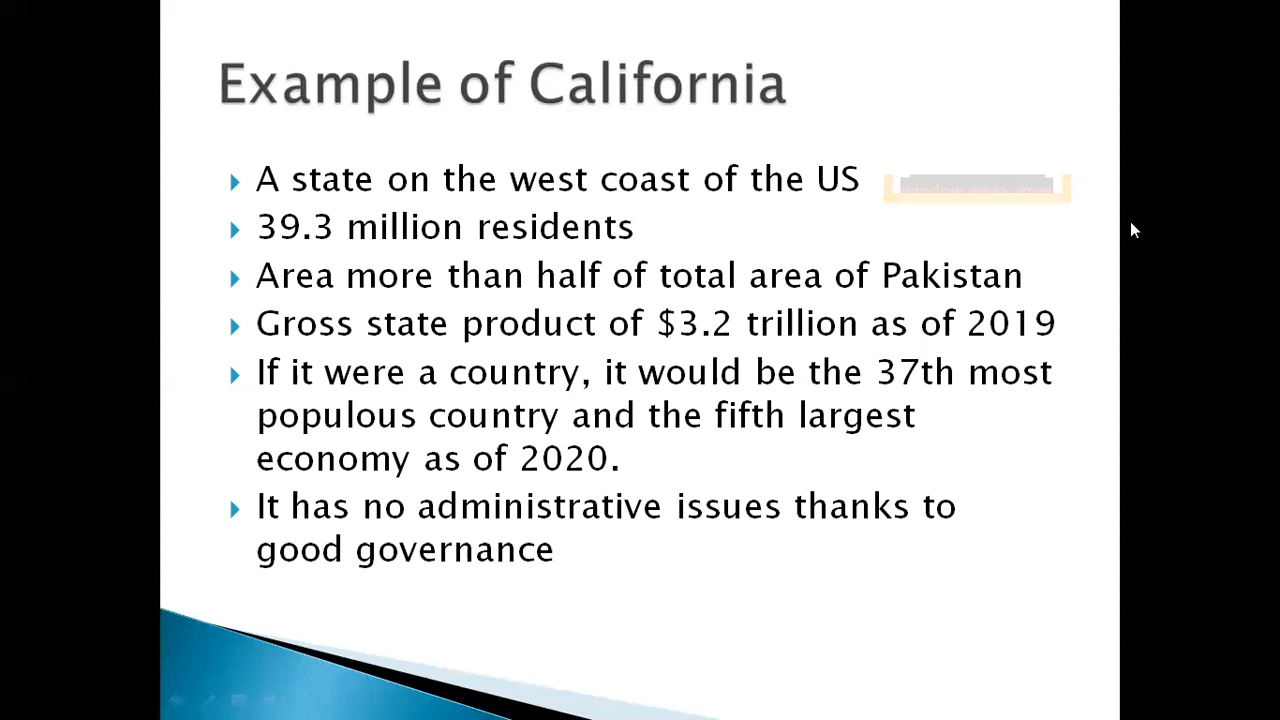 Example of California
A state on the west coast of the US
39.3 million residents
Area more than half of total area of Pakistan
Gross state product of $3.2 trillion as of 2019
If it were a country, it would be the 37th most
populous country and the fifth largest
economy as of 2020.
It has no administrative issues thanks to
good governance